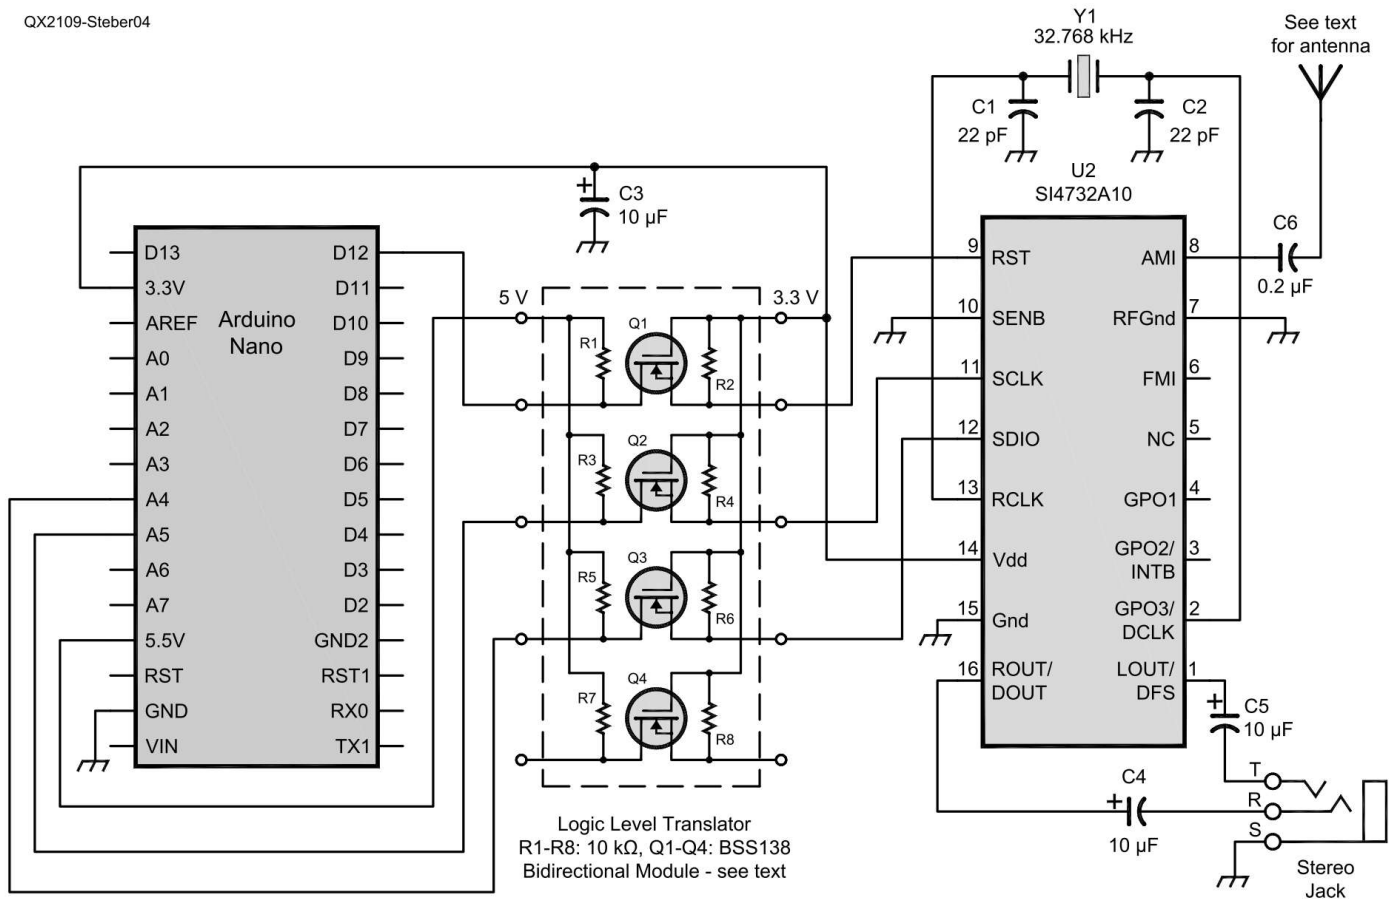 QX2109-Steber04
Y1
32.768 kHz
See text
for antenna
C1
22 pF
C2
22 pF
U2
SI4732A10
C3
10 µF
C6
0.2 µF
Arduino
Nano
D13
3.3V
AREF
A0
A1
A2
A3
A4
A5
A6
A7
5.5V
RST
GND
VIN
D12
D11
D10
D9
D8
D7
D6
D5
D4
D3
D2
GND2
RST1
RX0
TX1
5 V
3.3 V
R1
Q1
R2
R3
Q2
R4
R5
Q3
R6
R7
Q4
R8
Logic Level Translator
R1-R8: 10 kΩ, Q1-Q4: BSS138
Bidirectional Module - see text
9 RST
10 SENB
11 SCLK
12 SDIO
13 RCLK
14 Vdd
15 Gnd
16 ROUT/
DOUT
AMI 8
RFGnd 7
FMI 6
NC 5
GPO1 4
GPO2/ 3
INTB
GPO3/ 2
DCLK
LOUT/ 1
DFS
C5
10 µF
C4
10 µF
T
R
S
Stereo
Jack